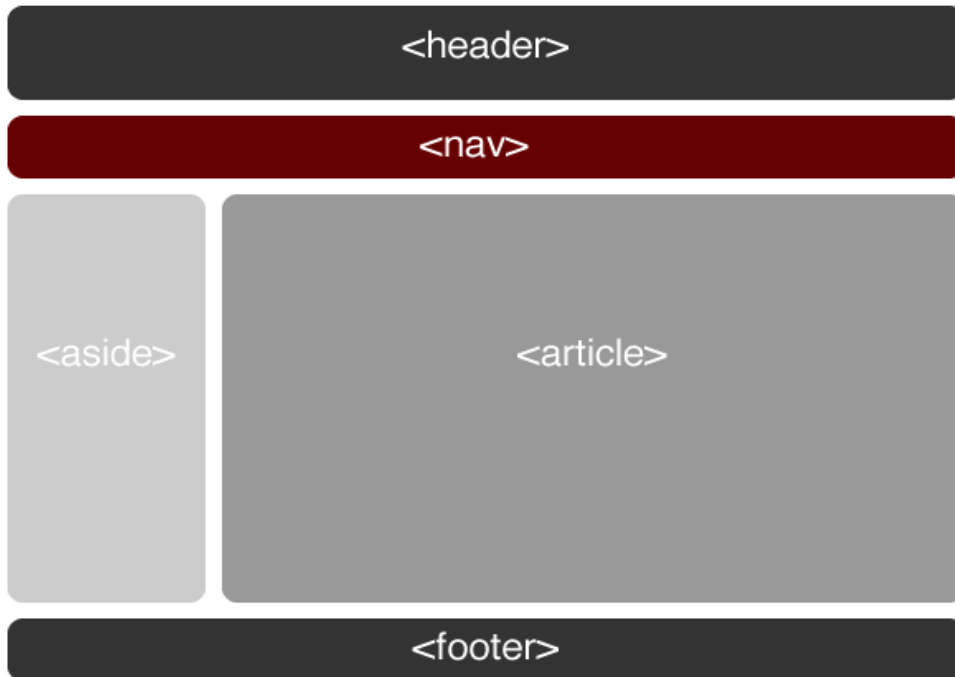 <header>
<nav>
<aside>
<article>
<footer>